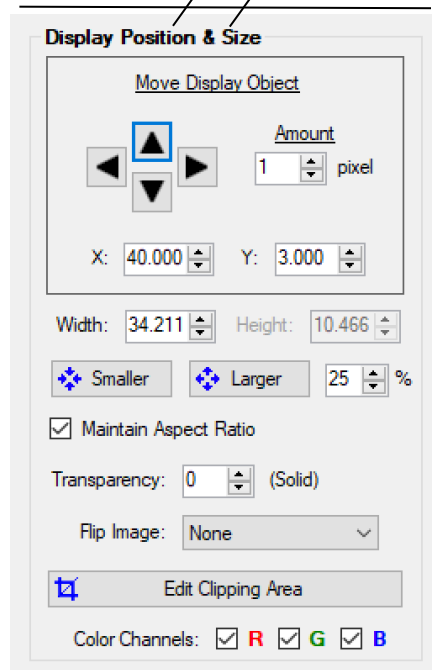 Display Position & Size
Move Display Object
Amount
1 pixel
X: 40.000 Y: 3.000
Width: 34.211 Height: 10.466
Smaller Larger 25 %
Maintain Aspect Ratio
Transparency: 0 (Solid)
Flip Image: None
Edit Clipping Area
Color Channels: R G B